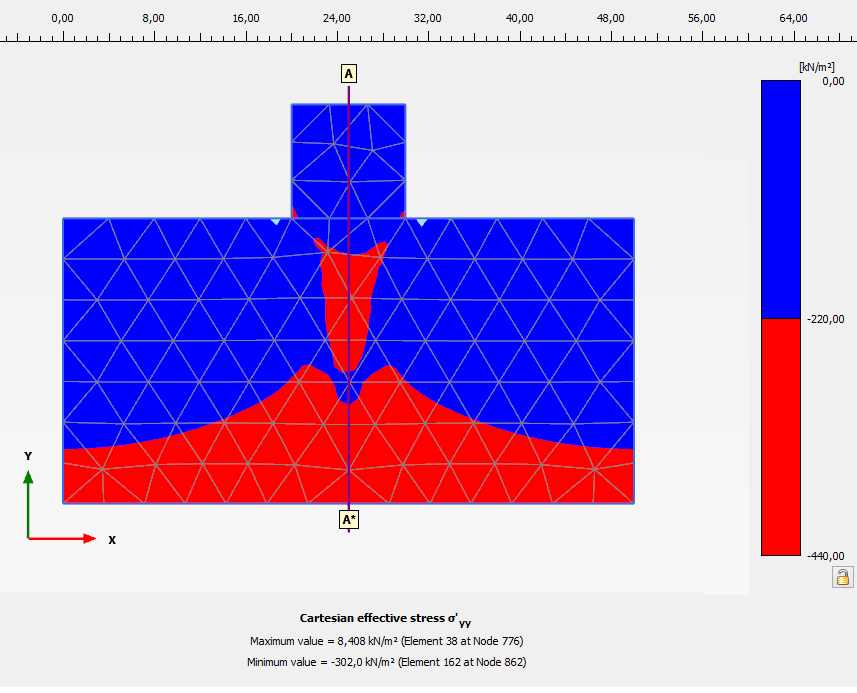 0,00 8,00 16,00 24,00 32,00 40,00 48,00 56,00 64,00
[kN/m²]
A
0,00
-220,00
Y
A*
X
-440,00
Cartesian effective stress σ'yy
Maximum value = 8,408 kN/m² (Element 38 at Node 776)
Minimum value = -302,0 kN/m² (Element 162 at Node 862)